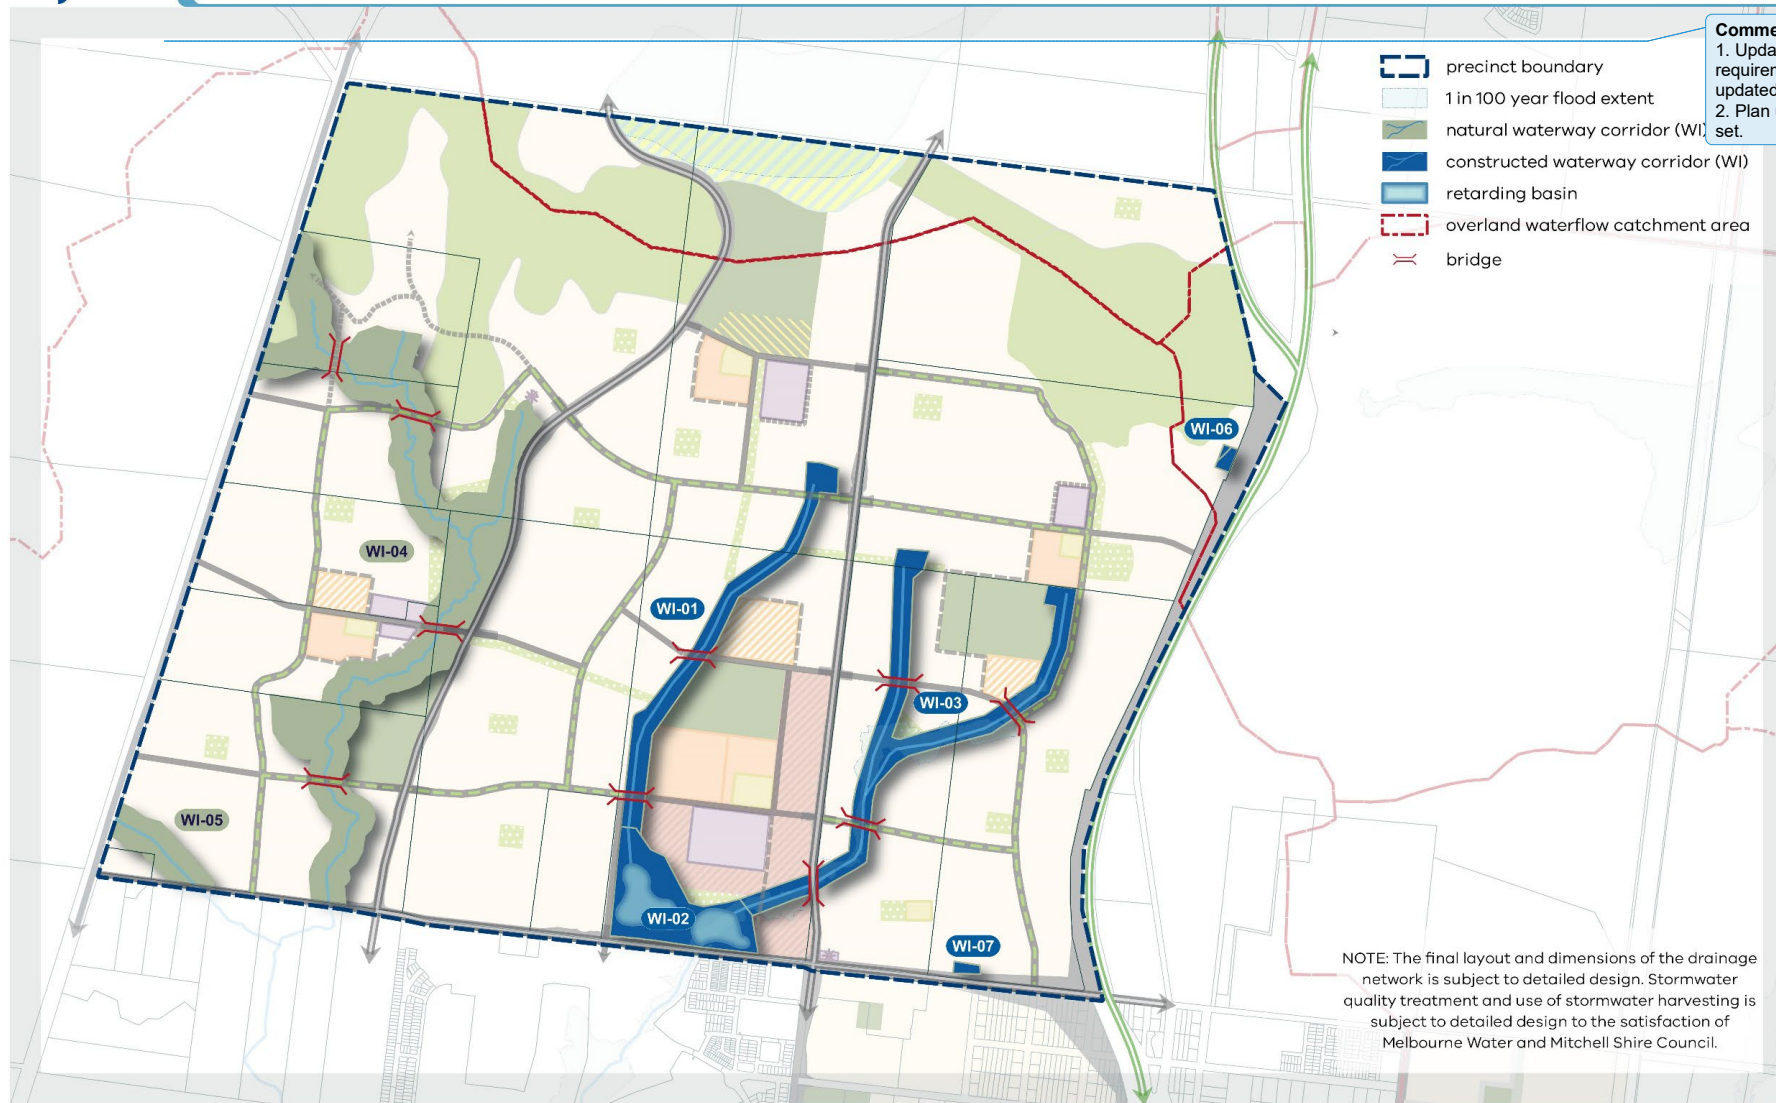 Comme
1. Upda
requirem
updated
2. Plan
set.
precinct boundary
1 in 100 year flood extent
natural waterway corridor (WI)
constructed waterway corridor (WI)
retarding basin
overland waterflow catchment area
bridge
WI-06
WI-04
WI-01
WI-03
WI-05
WI-02
WI-07
NOTE: The final layout and dimensions of the drainage
network is subject to detailed design. Stormwater
quality treatment and use of stormwater harvesting is
subject to detailed design to the satisfaction of
Melbourne Water and Mitchell Shire Council.